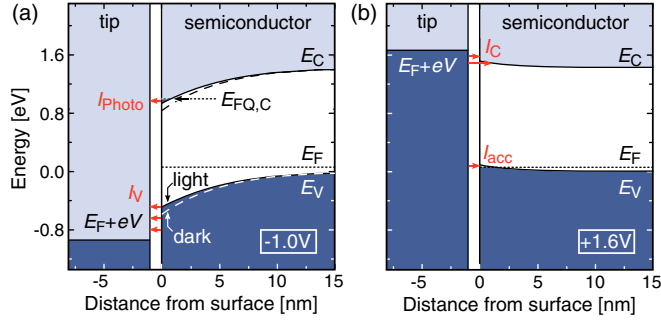 (a)
tip
semiconductor
Energy [eV]
1.6
0.8
0.0
-0.8
E_C
I_Photo
E_FQ,C
E_F
light
I_V
E_V
E_F+eV
dark
-1.0V
-5
0
5
10
15
Distance from surface [nm]
(b)
tip
semiconductor
I_C
E_C
E_F+eV
I_acc
E_F
E_V
+1.6V
-5
0
5
10
15
Distance from surface [nm]